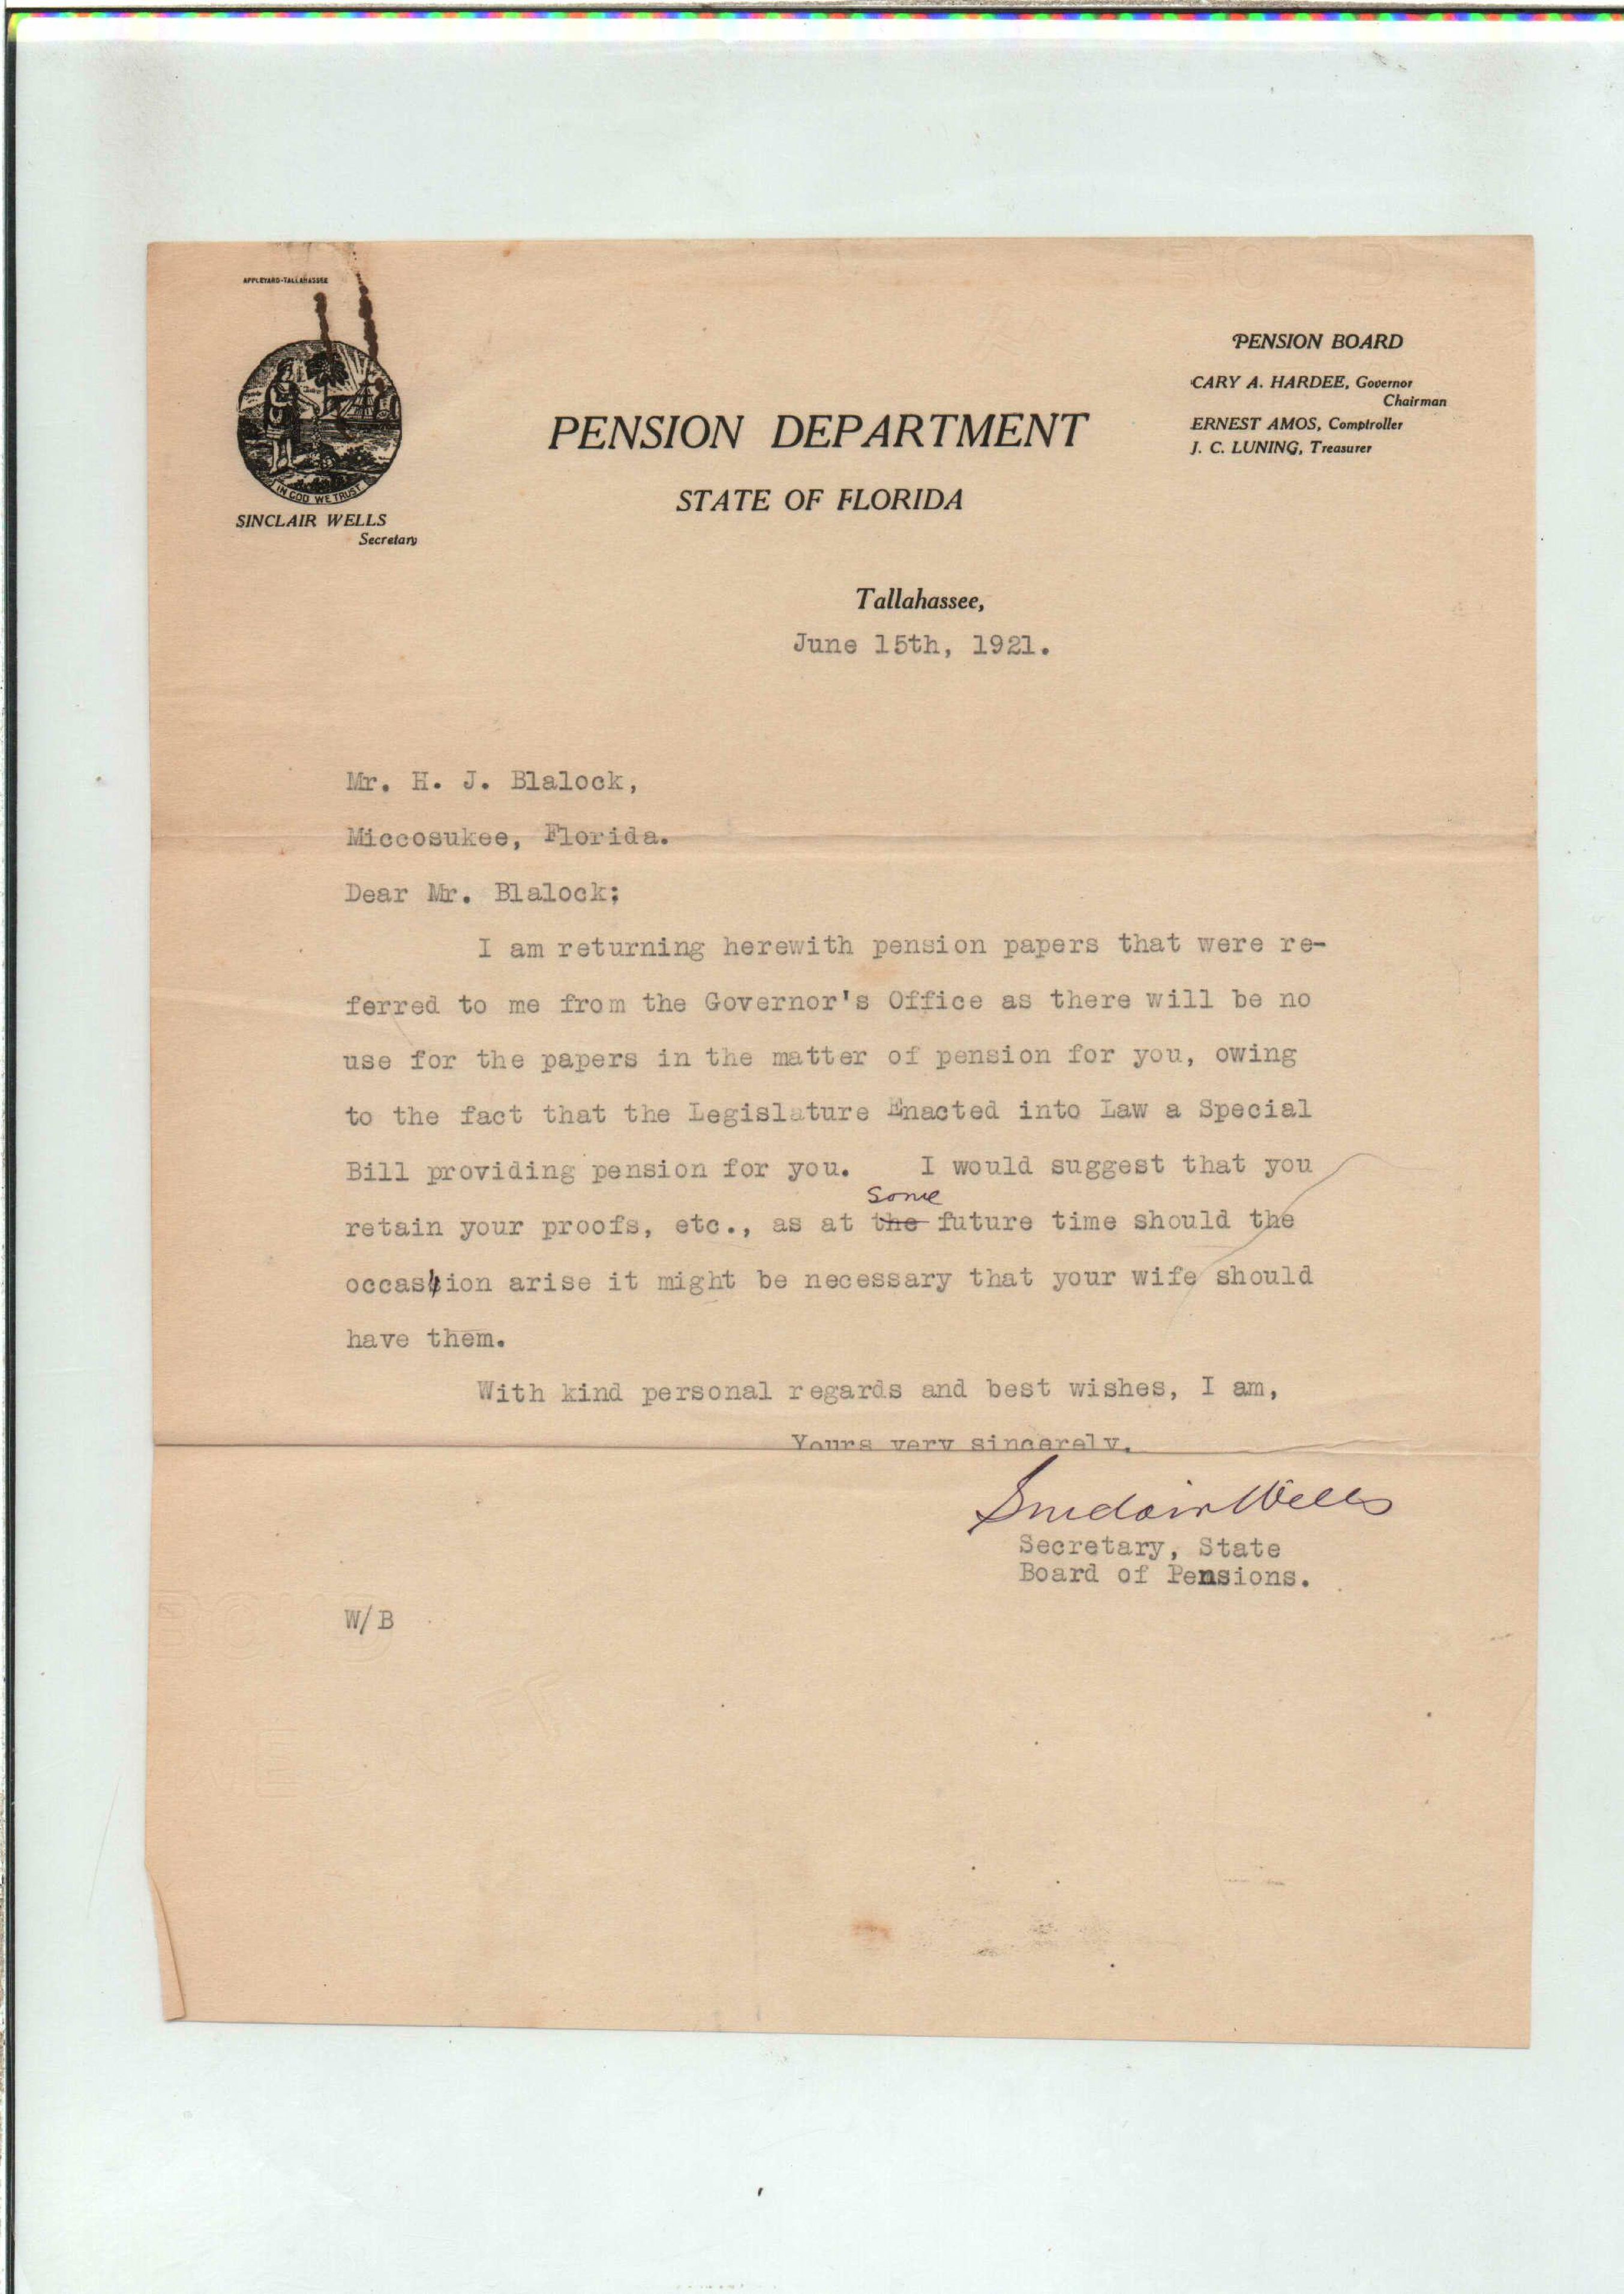 APPLEYARD-TALLAHASSEE
IN GOD WE TRUST
SINCLAIR WELLS
Secretary
PENSION DEPARTMENT
STATE OF FLORIDA
PENSION BOARD
CARY A. HARDEE, Governor
Chairman
ERNEST AMOS, Comptroller
J. C. LUNING, Treasurer
Tallahassee,
June 15th, 1921.
Mr. H. J. Blalock,
Miccosukee, Florida.
Dear Mr. Blalock;
I am returning herewith pension papers that were re-
ferred to me from the Governor's Office as there will be no
use for the papers in the matter of pension for you, owing
to the fact that the Legislature Enacted into Law a Special
Bill providing pension for you. I would suggest that you
some
retain your proofs, etc., as at the future time should the
occasion arise it might be necessary that your wife should
have them.
With kind personal regards and best wishes, I am,
Yours very sincerely,
Sinclair Wells
Secretary, State
Board of Pensions.
W/B